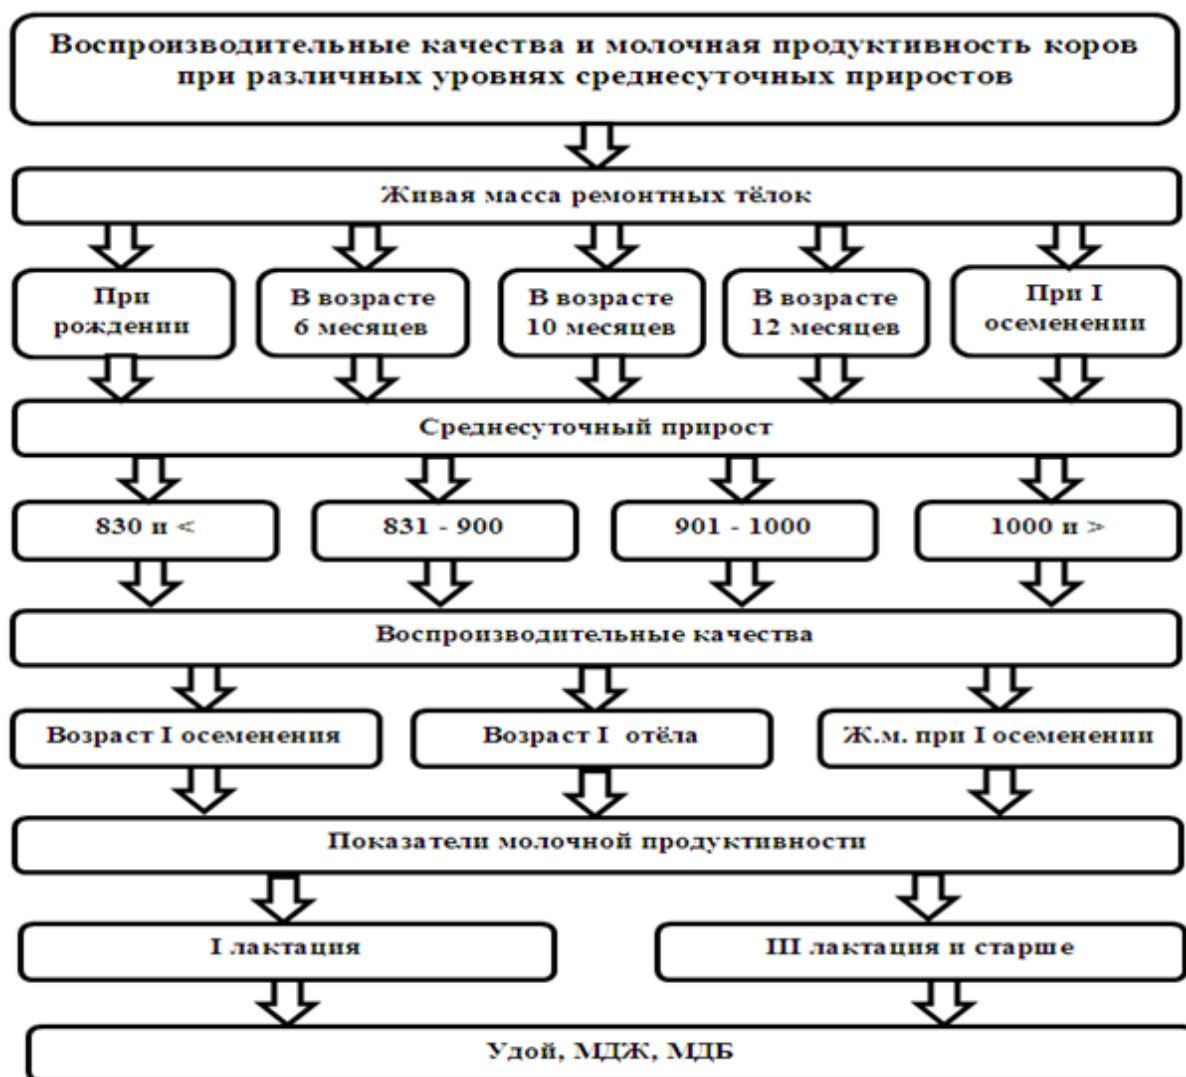 Воспроизводительные качества и молочная продуктивность коров
при различных уровнях среднесуточных приростов
Живая масса ремонтных тёлок
При
рождении
В возрасте
6 месяцев
В возрасте
10 месяцев
В возрасте
12 месяцев
При I
осеменении
Среднесуточный прирост
830 и <
831 - 900
901 - 1000
1000 и >
Воспроизводительные качества
Возраст I осеменения
Возраст I отёла
Ж.м. при I осеменении
Показатели молочной продуктивности
I лактация
III лактация и старше
Удой, МДЖ, МДБ